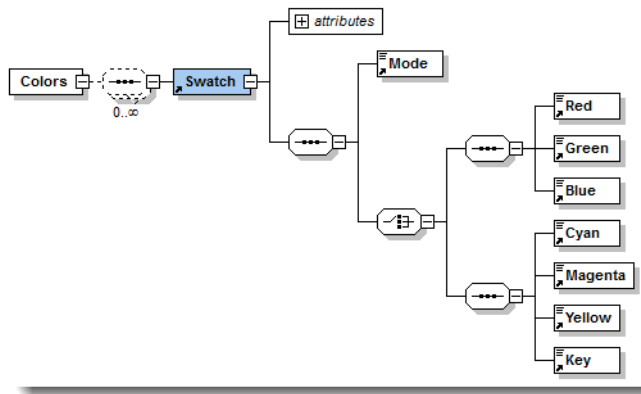 attributes
Mode
Colors
Swatch
0..∞
Red
Green
Blue
Cyan
Magenta
Yellow
Key